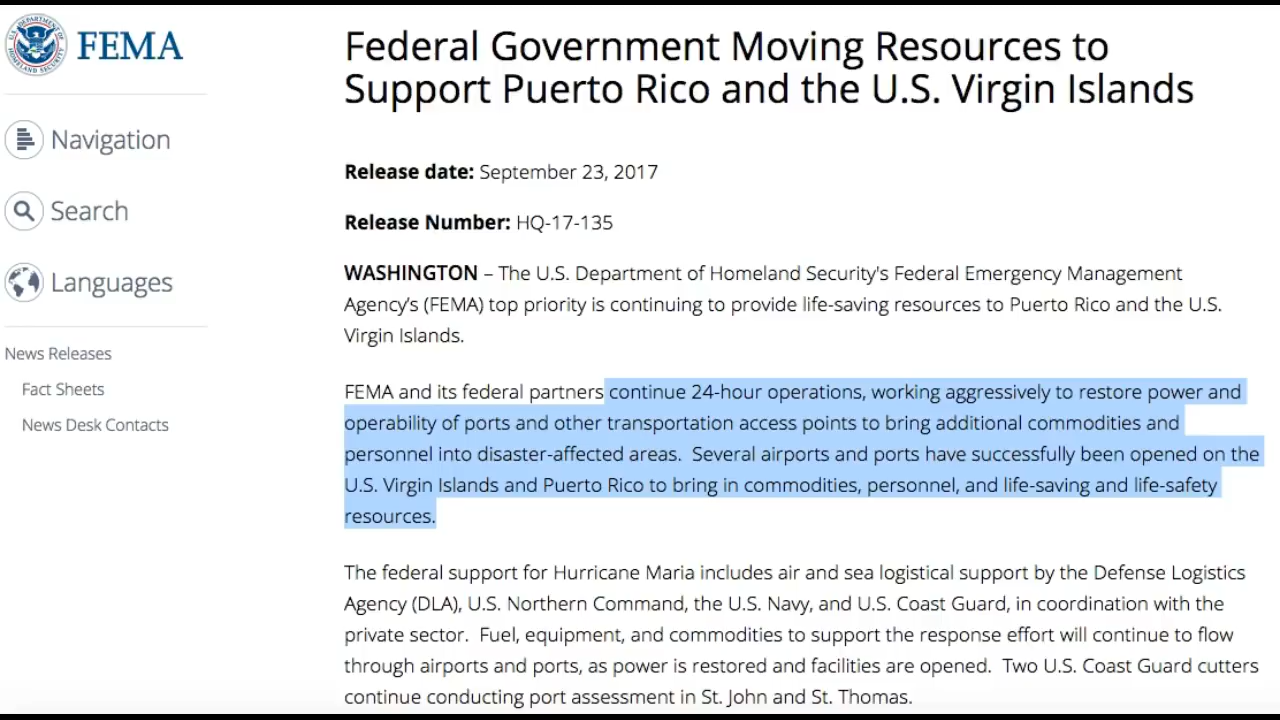 FEMA
Navigation
Search
Languages
News Releases
Fact Sheets
News Desk Contacts
Federal Government Moving Resources to
Support Puerto Rico and the U.S. Virgin Islands
Release date: September 23, 2017
Release Number: HQ-17-135
WASHINGTON – The U.S. Department of Homeland Security's Federal Emergency Management
Agency's (FEMA) top priority is continuing to provide life-saving resources to Puerto Rico and the U.S.
Virgin Islands.
FEMA and its federal partners continue 24-hour operations, working aggressively to restore power and
operability of ports and other transportation access points to bring additional commodities and
personnel into disaster-affected areas.  Several airports and ports have successfully been opened on the
U.S. Virgin Islands and Puerto Rico to bring in commodities, personnel, and life-saving and life-safety
resources.
The federal support for Hurricane Maria includes air and sea logistical support by the Defense Logistics
Agency (DLA), U.S. Northern Command, the U.S. Navy, and U.S. Coast Guard, in coordination with the
private sector.  Fuel, equipment, and commodities to support the response effort will continue to flow
through airports and ports, as power is restored and facilities are opened.  Two U.S. Coast Guard cutters
continue conducting port assessment in St. John and St. Thomas.